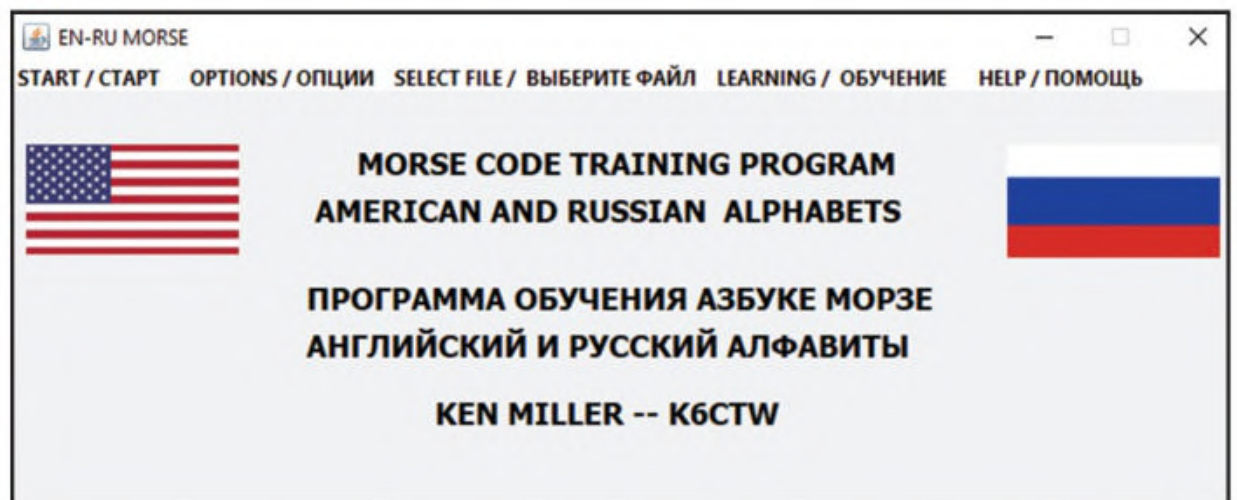 EN-RU MORSE
START / СТАРТ OPTIONS / ОПЦИИ SELECT FILE / ВЫБЕРИТЕ ФАЙЛ LEARNING / ОБУЧЕНИЕ HELP / ПОМОЩЬ
MORSE CODE TRAINING PROGRAM
AMERICAN AND RUSSIAN ALPHABETS
ПРОГРАММА ОБУЧЕНИЯ АЗБУКЕ МОРЗЕ
АНГЛИЙСКИЙ И РУССКИЙ АЛФАВИТЫ
KEN MILLER -- K6CTW